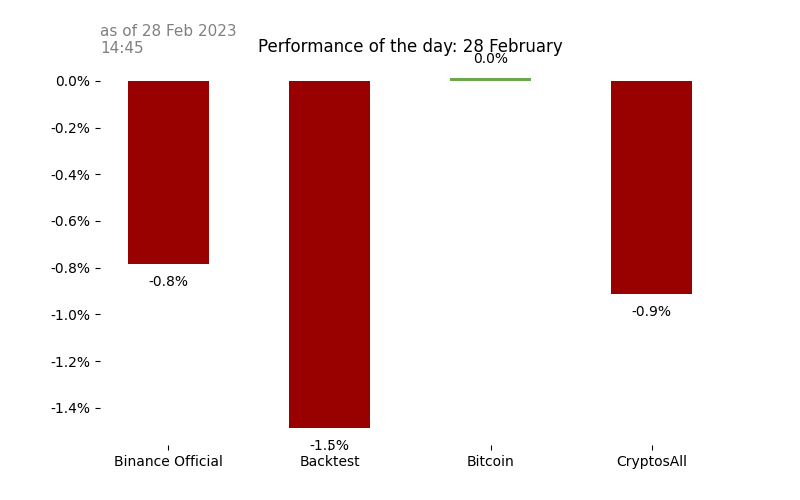 as of 28 Feb 2023
14:45
Performance of the day: 28 February
0.0%
0.0%
-0.2%
-0.4%
-0.6%
-0.8%
-0.8%
-1.0%
-0.9%
-1.2%
-1.4%
-1.5%
Binance Official
Backtest
Bitcoin
CryptosAll